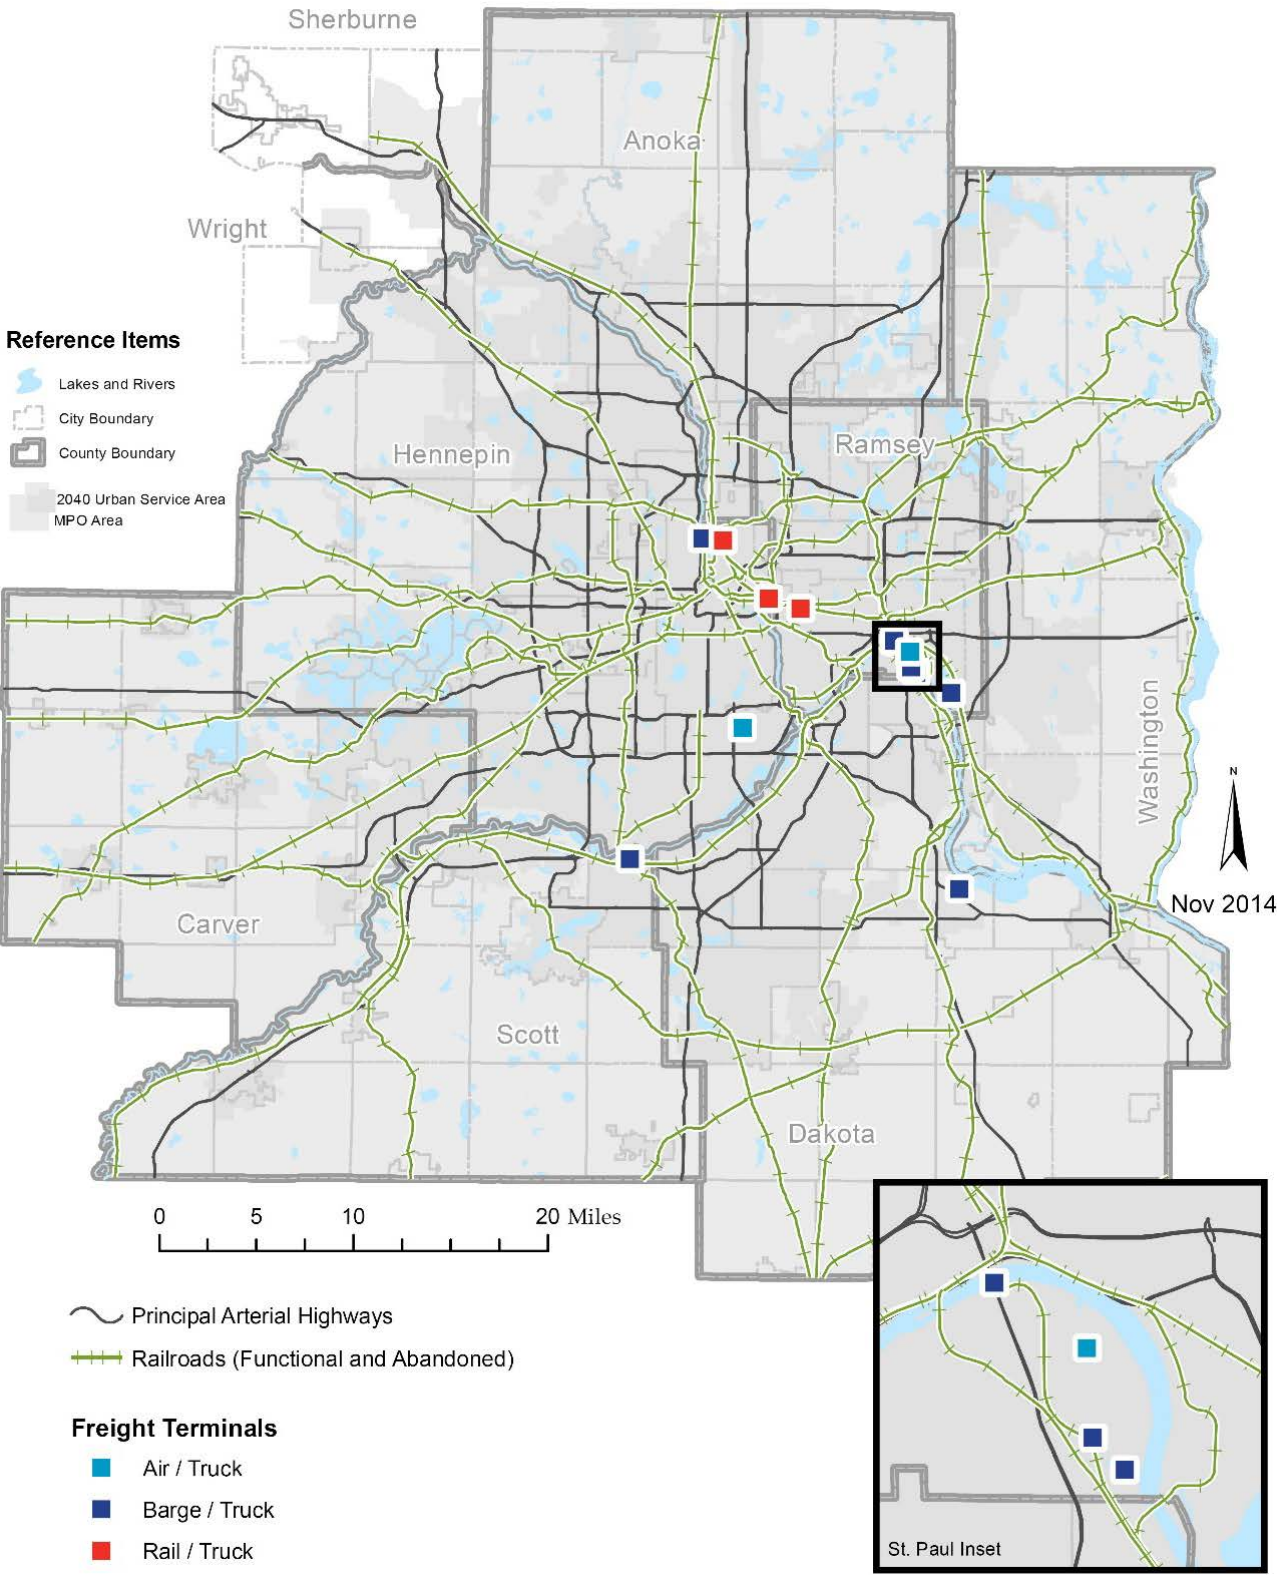 Sherburne
Anoka
Wright
Reference Items
Lakes and Rivers
City Boundary
County Boundary
2040 Urban Service Area
MPO Area
Hennepin
Ramsey
Washington
N
Nov 2014
Carver
Scott
Dakota
0 5 10 20 Miles
Principal Arterial Highways
Railroads (Functional and Abandoned)
Freight Terminals
Air / Truck
Barge / Truck
Rail / Truck
St. Paul Inset